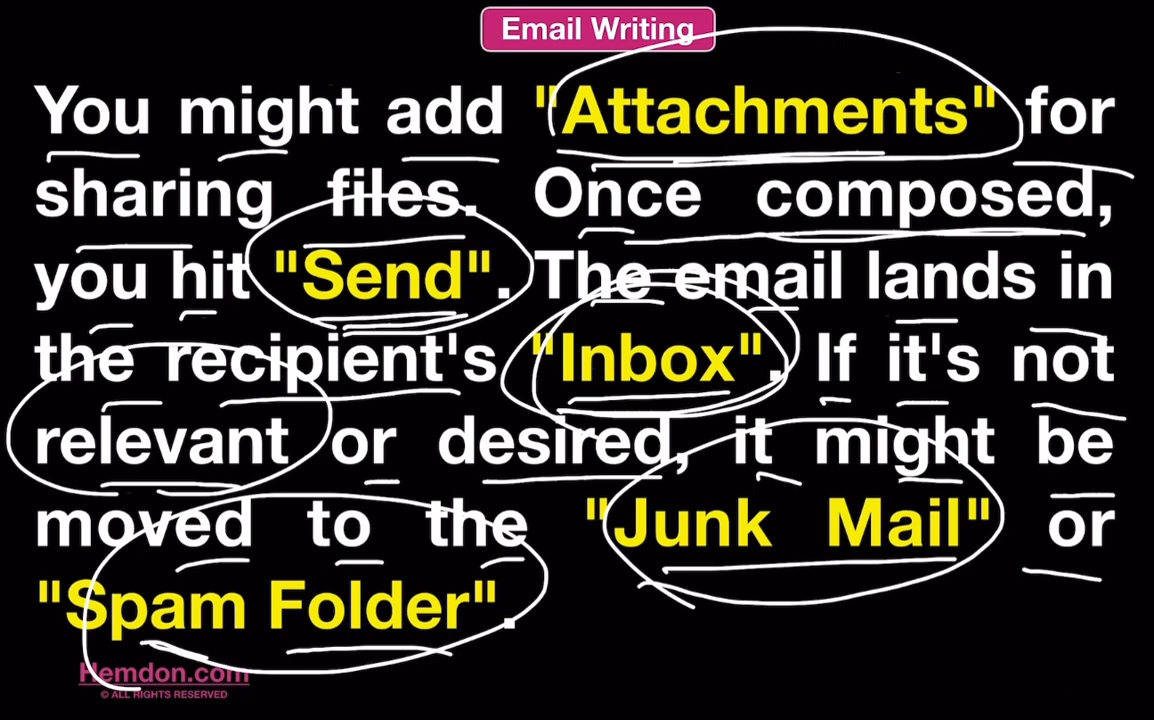 Email Writing
You might add "Attachments" for
sharing files. Once composed,
you hit "Send". The email lands in
the recipient's "Inbox". If it's not
relevant or desired, it might be
moved to the "Junk Mail" or
"Spam Folder".
Hemdon.com
© ALL RIGHTS RESERVED